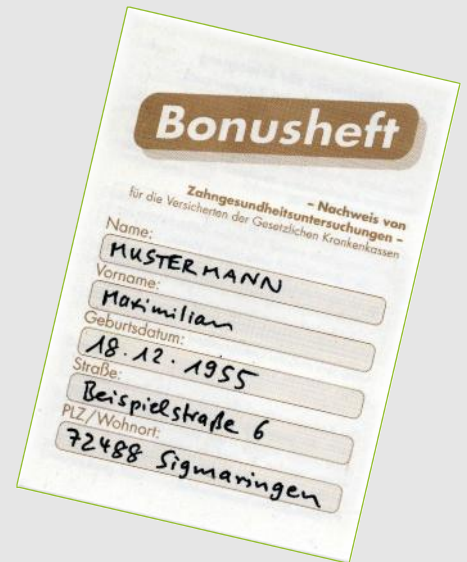 Bonusheft
– Nachweis von
Zahngesundheitsuntersuchungen –
für die Versicherten der Gesetzlichen Krankenkassen
Name:
MUSTERMANN
Vorname:
Maximilian
Geburtsdatum:
18.12.1955
Straße:
Beispielstraße 6
PLZ/Wohnort:
72488 Sigmaringen